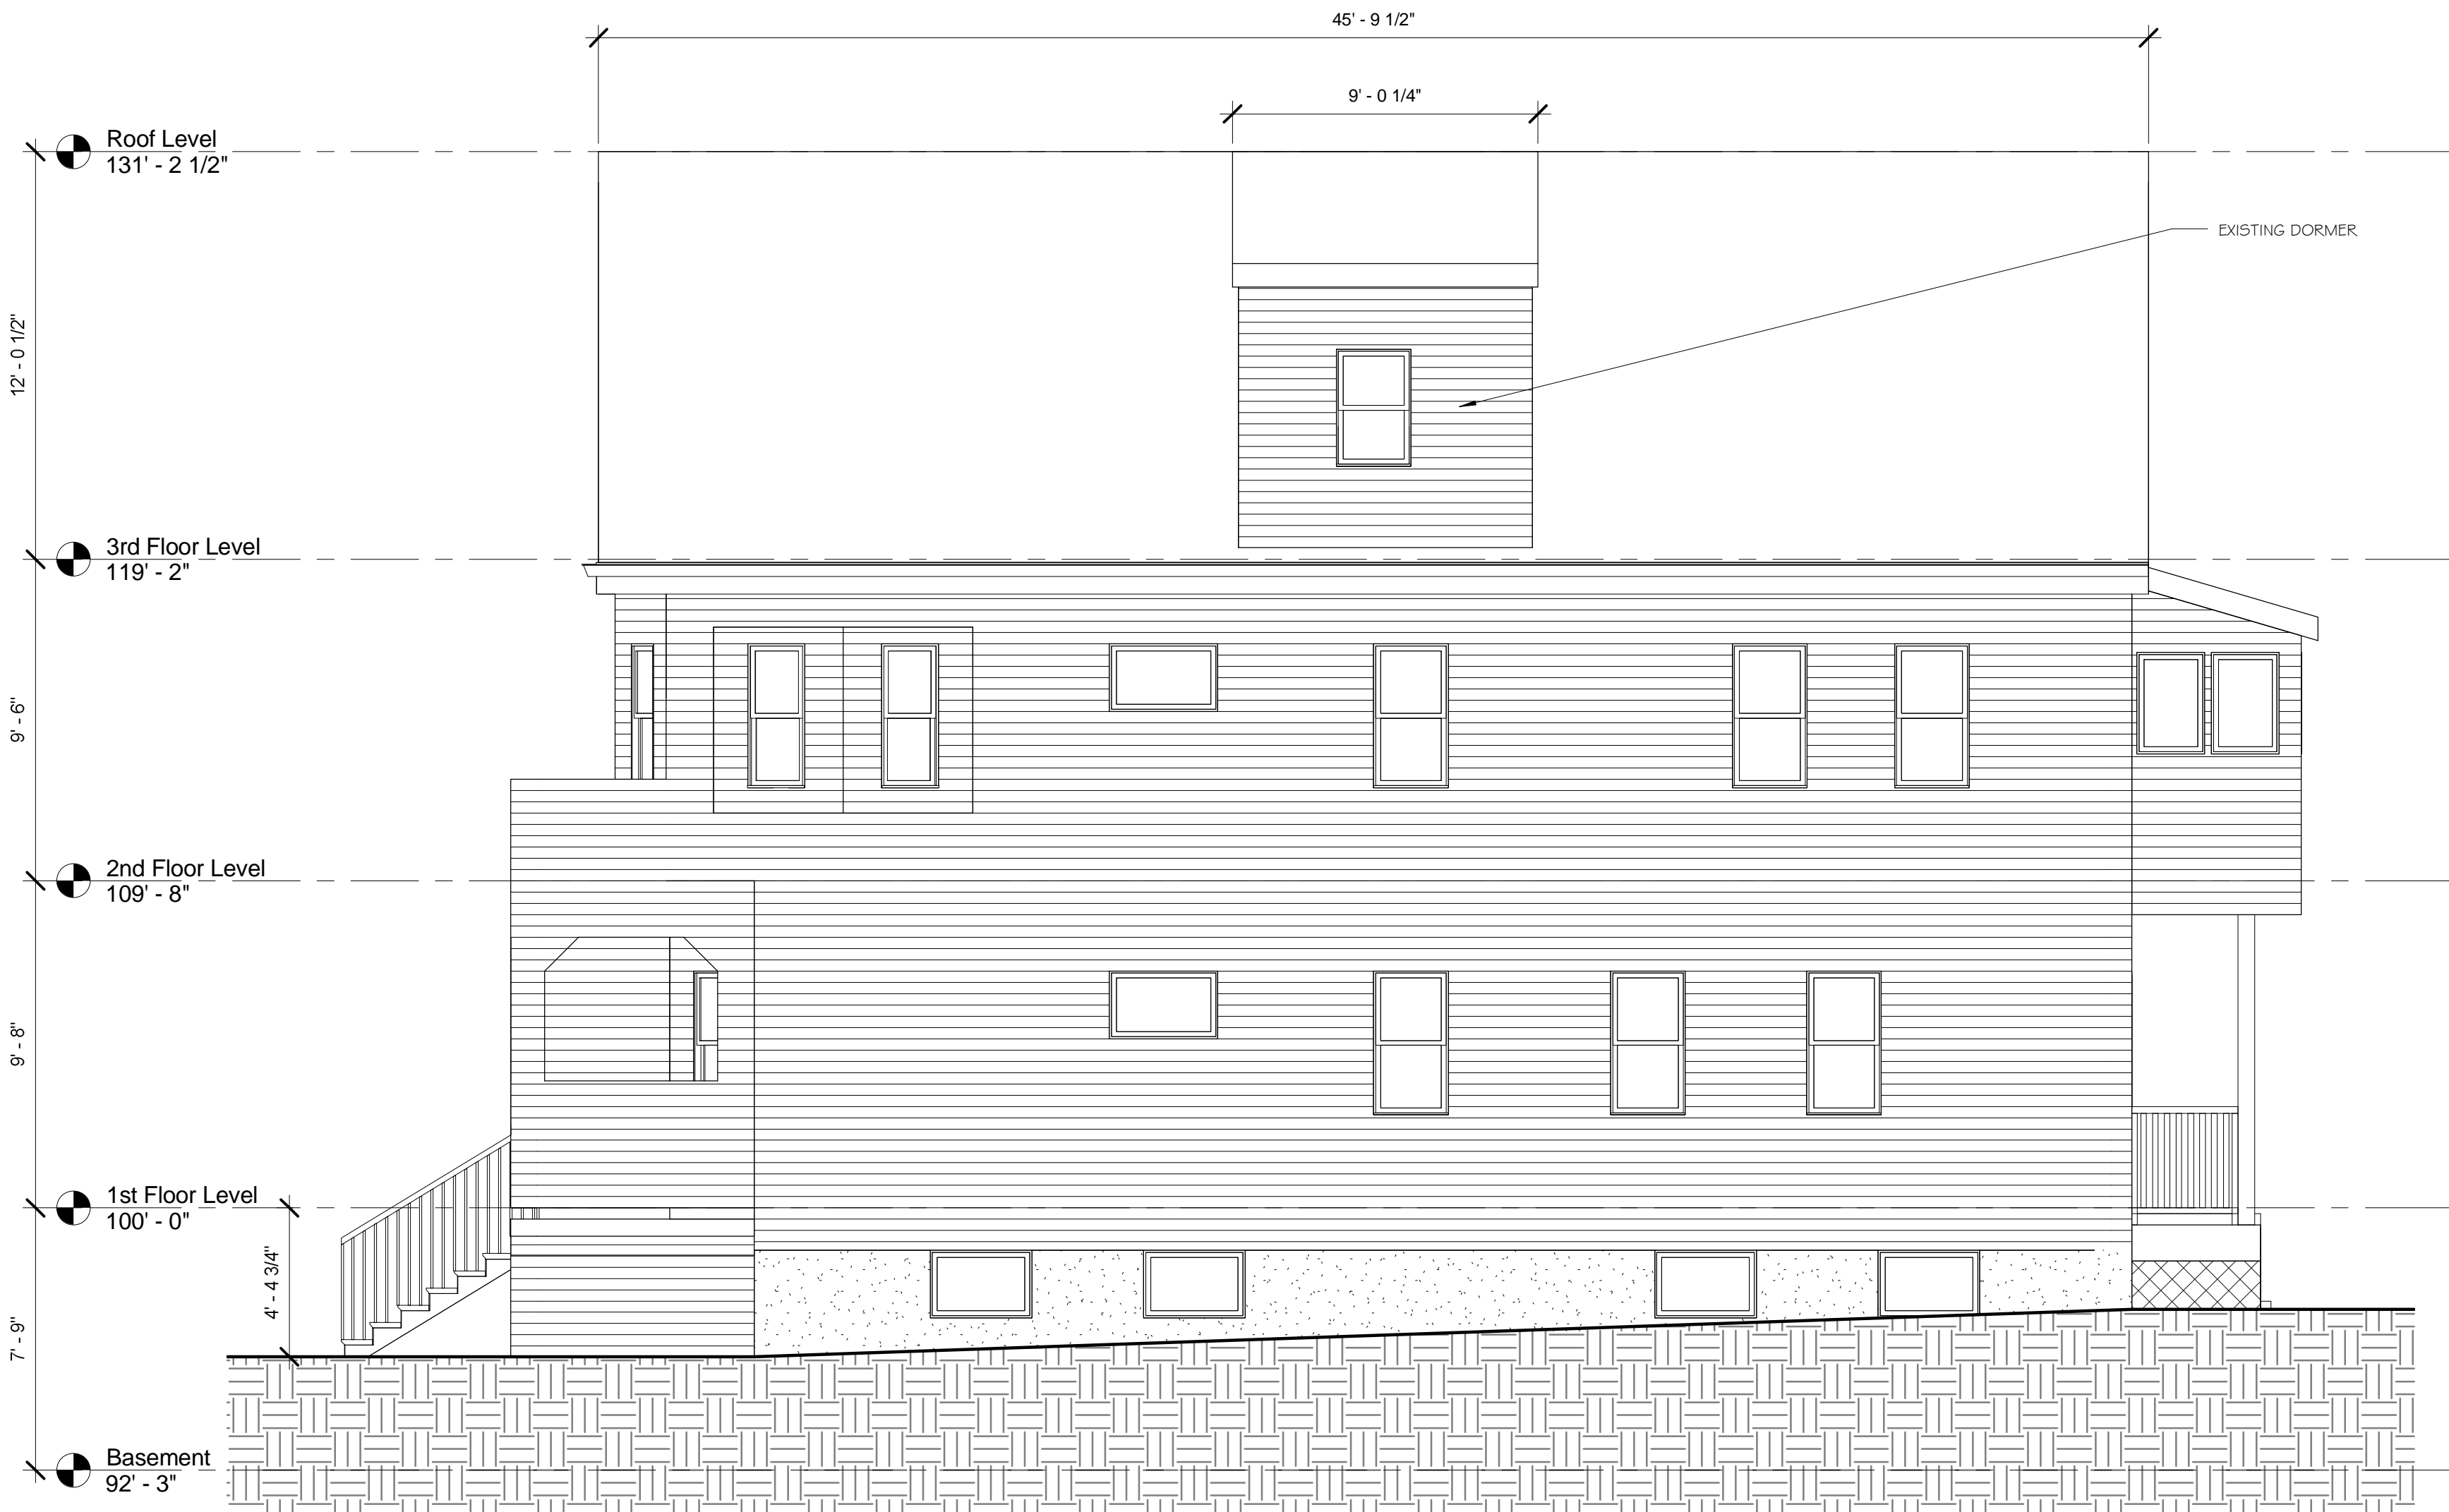 45' - 9 1/2"
9' - 0 1/4"
Roof Level
131' - 2 1/2"
EXISTING DORMER
12' - 0 1/2"
3rd Floor Level
119' - 2"
9' - 6"
2nd Floor Level
109' - 8"
9' - 8"
1st Floor Level
100' - 0"
4' - 4 3/4"
7' - 9"
Basement
92' - 3"